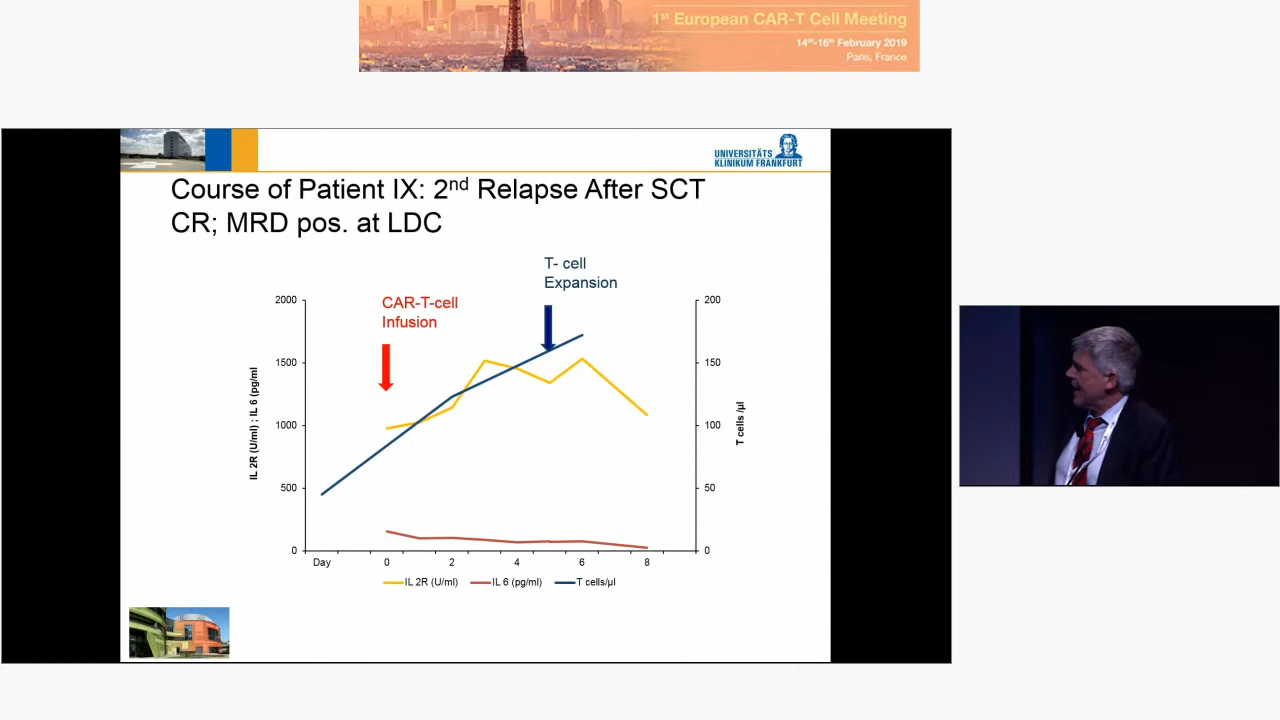 1st European CAR-T Cell Meeting
14th-16th February 2019
Paris, France
UNIVERSITÄTS
KLINIKUM FRANKFURT
Course of Patient IX: 2nd Relapse After SCT
CR; MRD pos. at LDC
T- cell
Expansion
CAR-T-cell
Infusion
2000
1500
1000
500
0
IL 2R (U/ml) ; IL 6 (pg/ml
200
150
100
50
0
T cells /µl
Day 0 2 4 6 8
IL 2R (U/ml) IL 6 (pg/ml) T cells/µl